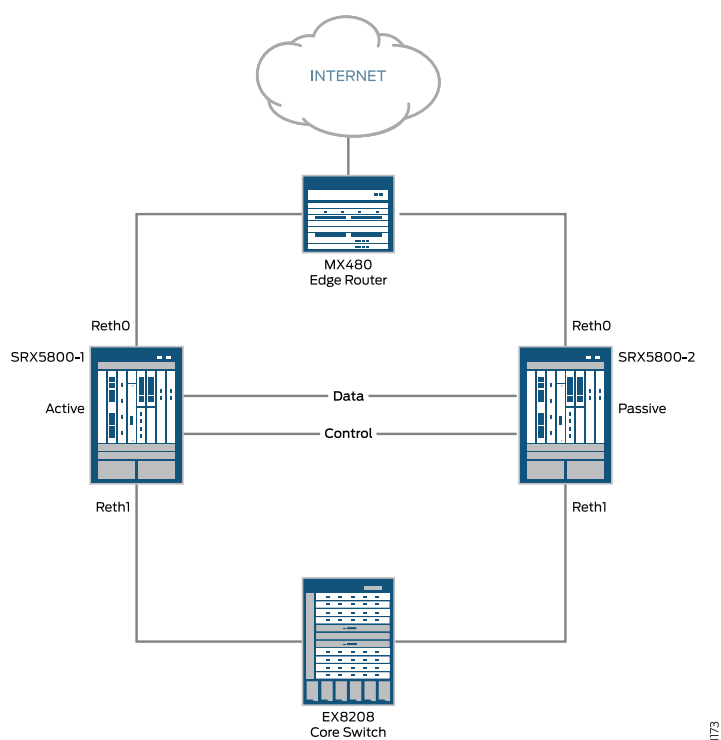 INTERNET
MX480
Edge Router
Reth0
Reth0
SRX5800-1
SRX5800-2
Active
Data
Passive
Control
Reth1
Reth1
EX8208
Core Switch